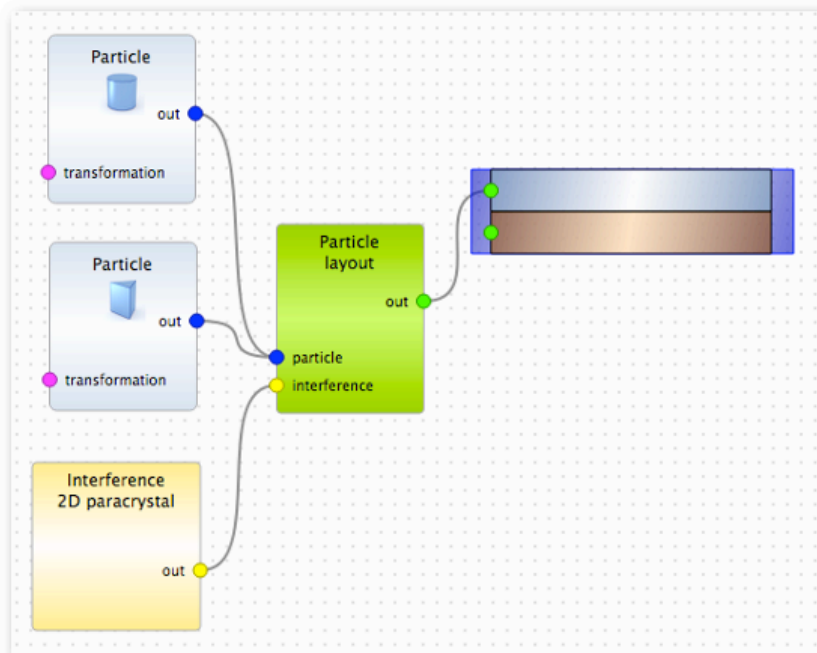 Particle
out
transformation
Particle
out
transformation
Particle
layout
out
particle
interference
Interference
2D paracrystal
out